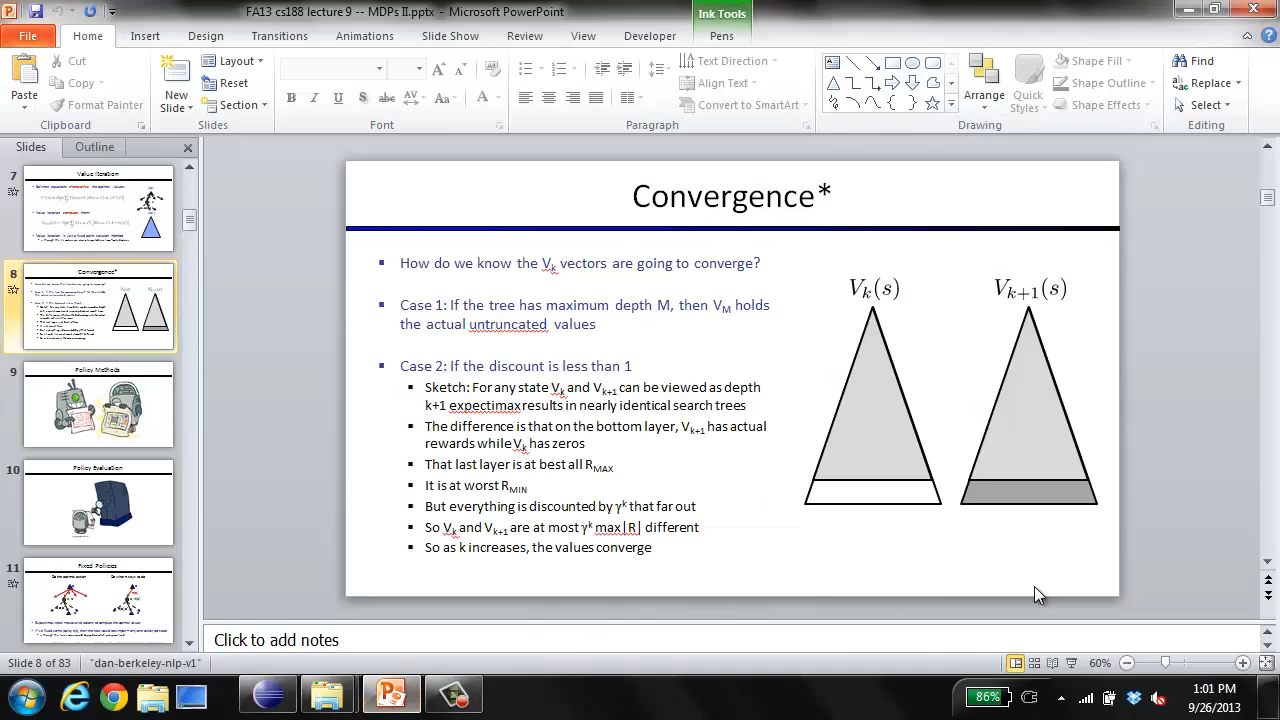 FA13 cs188 lecture 9 -- MDPs II.pptx - Microsoft PowerPoint
Ink Tools
File Home Insert Design Transitions Animations Slide Show Review View Developer Pens
Paste
Cut
Copy
Format Painter
Clipboard
New Slide
Layout
Reset
Section
Slides
Font
Text Direction
Align Text
Convert to SmartArt
Paragraph
Arrange
Quick Styles
Shape Fill
Shape Outline
Shape Effects
Drawing
Find
Replace
Select
Editing
Slides Outline
7
Value Iteration
8
Convergence*
9
Policy Methods
10
Policy Evaluation
11
Fixed Policies
Convergence*
How do we know the Vk vectors are going to converge?
Case 1: If the tree has maximum depth M, then VM holds
the actual untruncated values
Case 2: If the discount is less than 1
Sketch: For any state Vk and Vk+1 can be viewed as depth
k+1 expectimax results in nearly identical search trees
The difference is that on the bottom layer, Vk+1 has actual
rewards while Vk has zeros
That last layer is at best all RMAX
It is at worst RMIN
But everything is discounted by γ^k that far out
So Vk and Vk+1 are at most γ^k max|R| different
So as k increases, the values converge
Vk(s)
Vk+1(s)
Click to add notes
Slide 8 of 83
"dan-berkeley-nlp-v1"
60%
86%
1:01 PM
9/26/2013